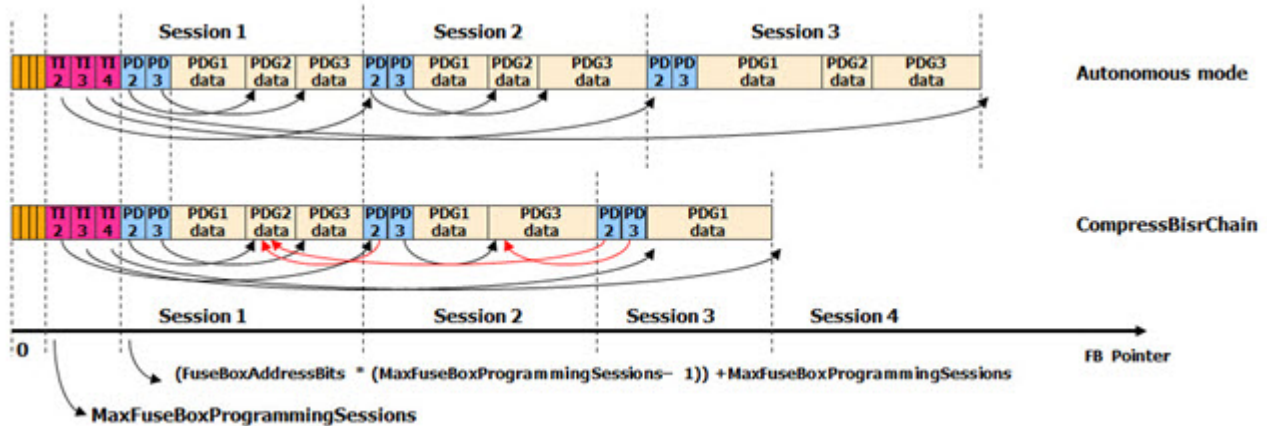 Session 1 Session 2 Session 3
TI TI TI PD PD PDG1 PDG2 PDG3 PD PD PDG1 PDG2 PDG3 PD PD PDG1 PDG2 PDG3
2 3 4 2 3 data data data 2 3 data data data 2 3 data data data
Autonomous mode
TI TI TI PD PD PDG1 PDG2 PDG3 PD PD PDG1 PDG3 PD PD PDG1
2 3 4 2 3 data data data 2 3 data data 2 3 data
CompressBisrChain
Session 1 Session 2 Session 3 Session 4
0 FB Pointer
(FuseBoxAddressBits * (MaxFuseBoxProgrammingSessions- 1)) +MaxFuseBoxProgrammingSessions
MaxFuseBoxProgrammingSessions